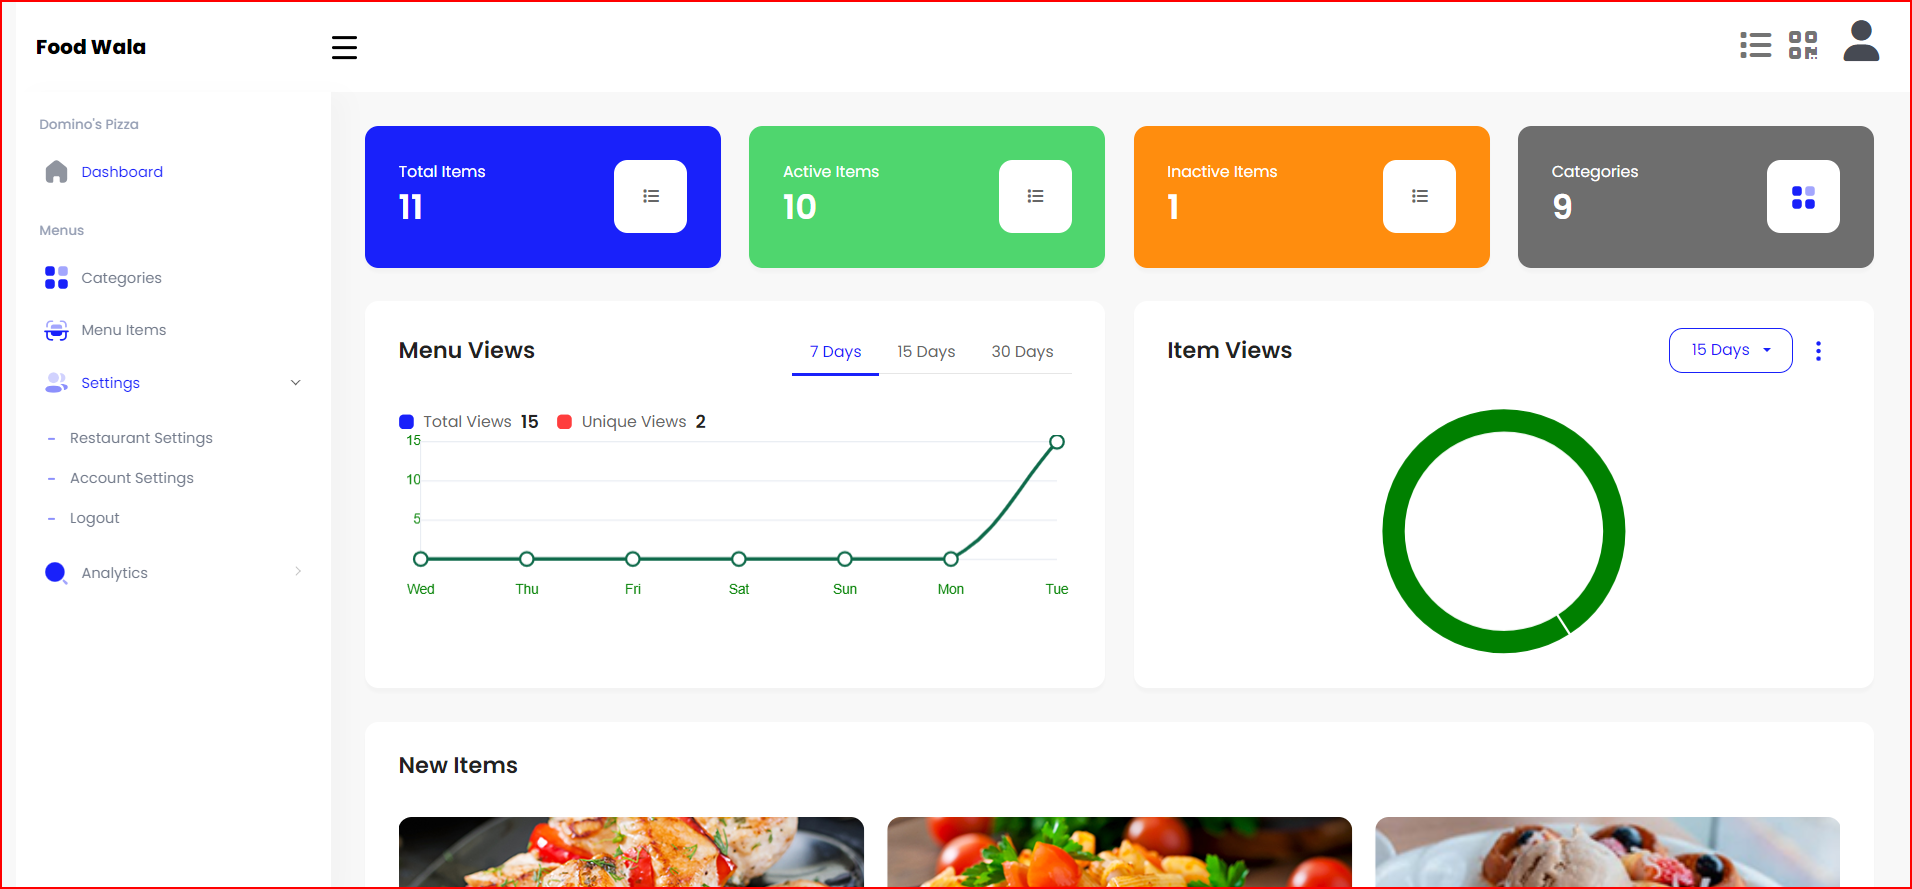 Food Wala
Domino's Pizza
Dashboard
Menus
Categories
Menu Items
Settings
Restaurant Settings
Account Settings
Logout
Analytics
Total Items
11
Active Items
10
Inactive Items
1
Categories
9
Menu Views
7 Days 15 Days 30 Days
Total Views 15 Unique Views 2
15
10
5
Wed Thu Fri Sat Sun Mon Tue
Item Views
15 Days
New Items